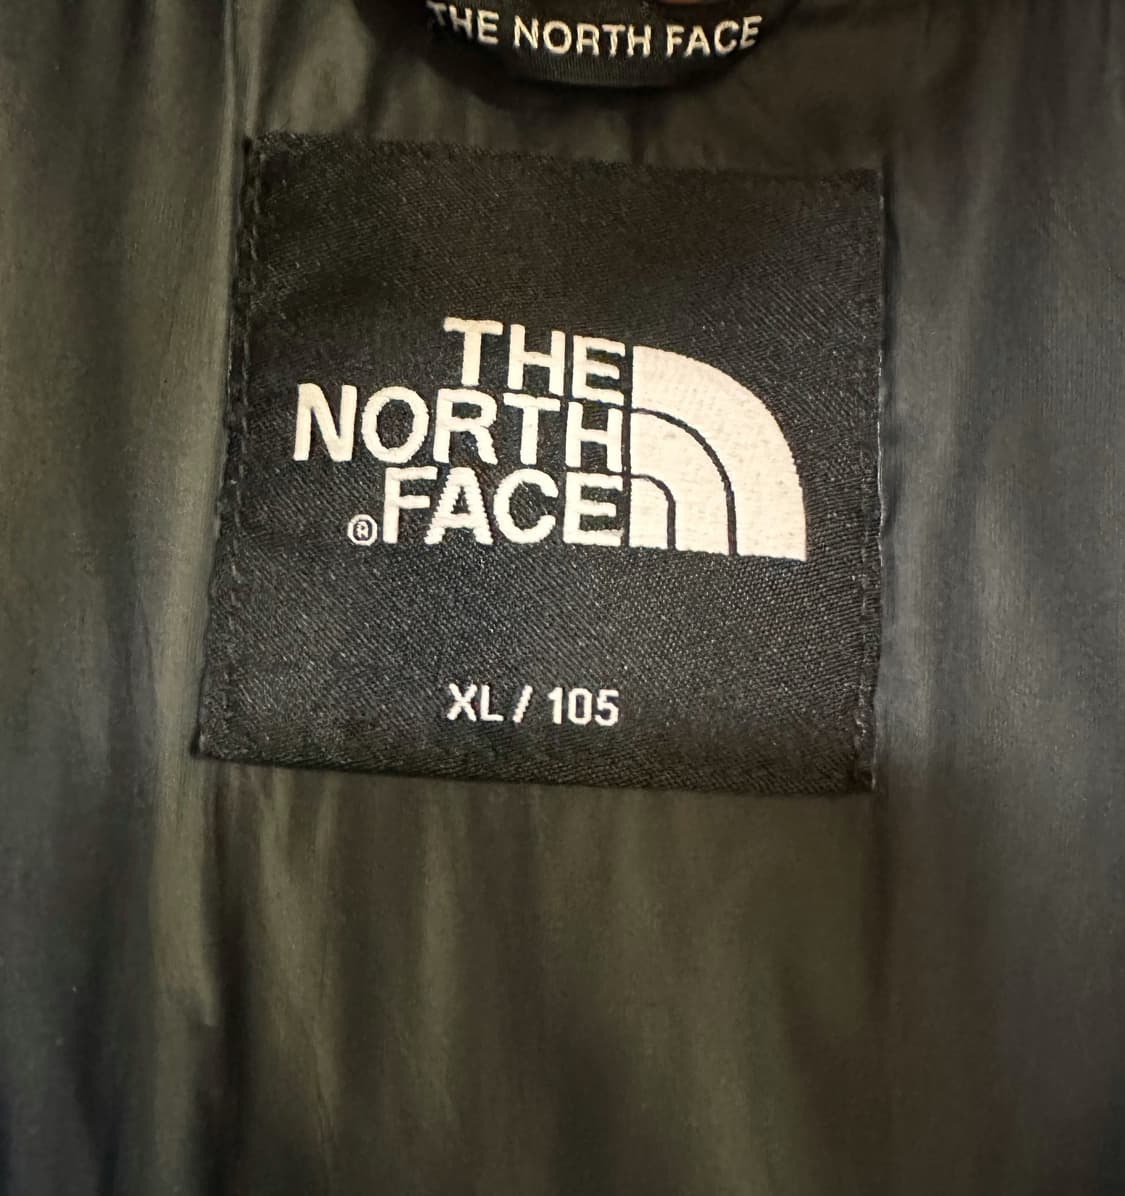 THE NORTH FACE
THE
NORTH
®FACE
XL / 105